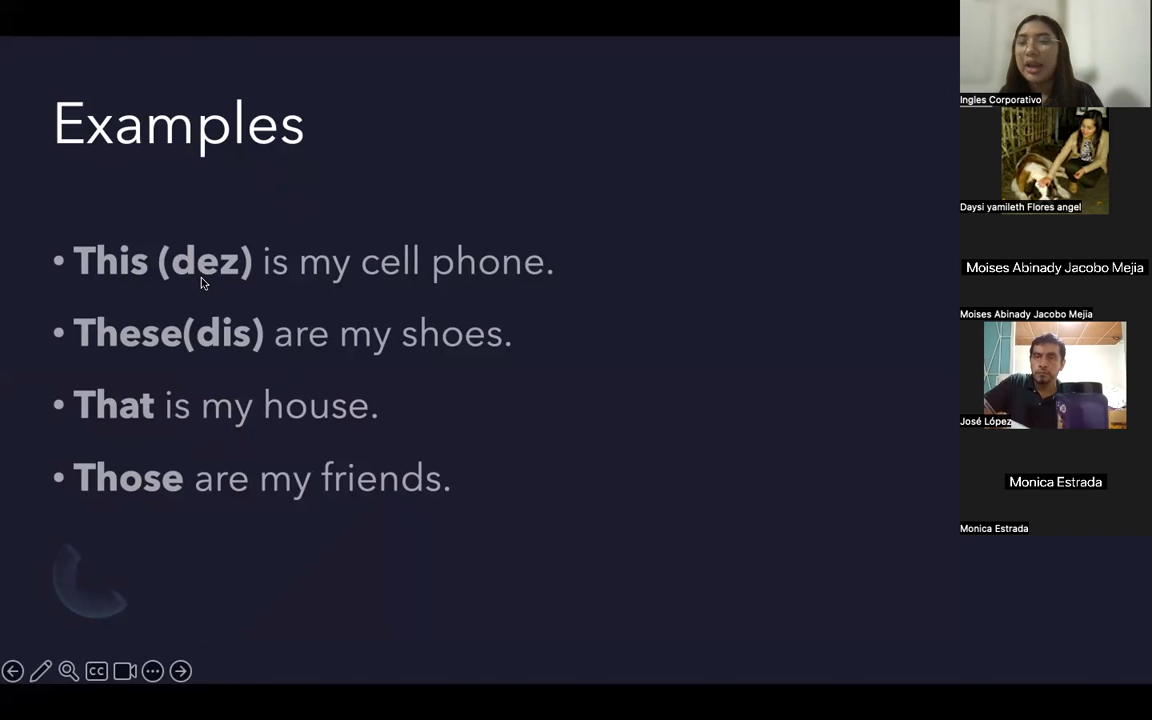 Examples
• This (dez) is my cell phone.
• These(dis) are my shoes.
• That is my house.
• Those are my friends.
CC
Ingles Corporativo
Daysi yamileth Flores angel
Moises Abinady Jacobo Mejia
Moises Abinady Jacobo Mejia
José López
Monica Estrada
Monica Estrada